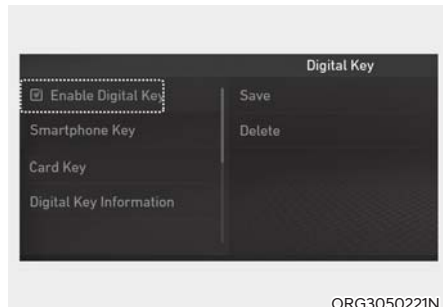 Digital Key
Enable Digital Key
Save
Smartphone Key
Delete
Card Key
Digital Key Information
ORG3050221N